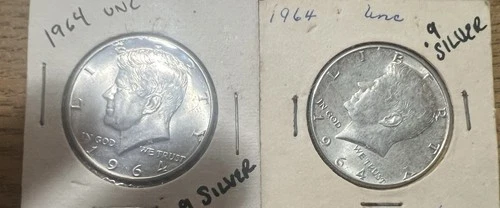 1964 UNC
LIBERTY
IN GOD WE TRUST
1964
.9 SILVER
1964 Unc
.9 SILVER
LIBERTY
IN GOD WE TRUST
1964